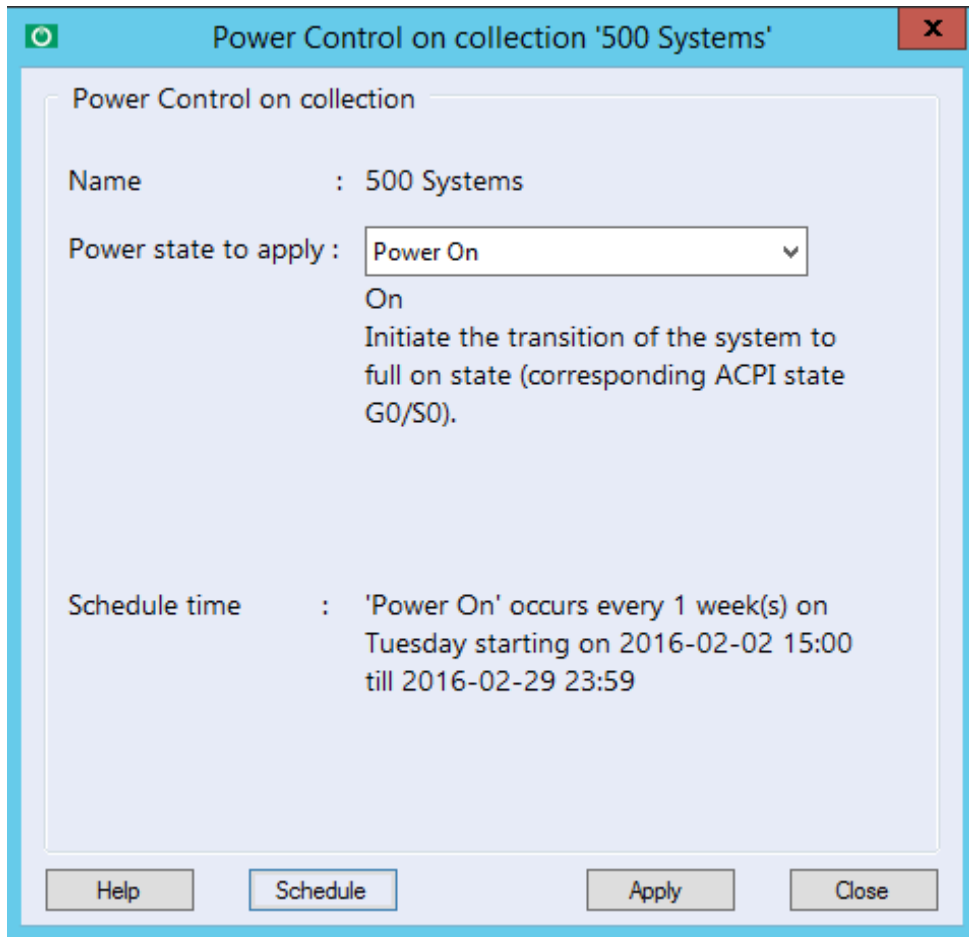 Power Control on collection '500 Systems'
x
Power Control on collection
Name : 500 Systems
Power state to apply : Power On
On
Initiate the transition of the system to
full on state (corresponding ACPI state
G0/S0).
Schedule time : 'Power On' occurs every 1 week(s) on
Tuesday starting on 2016-02-02 15:00
till 2016-02-29 23:59
Help Schedule Apply Close